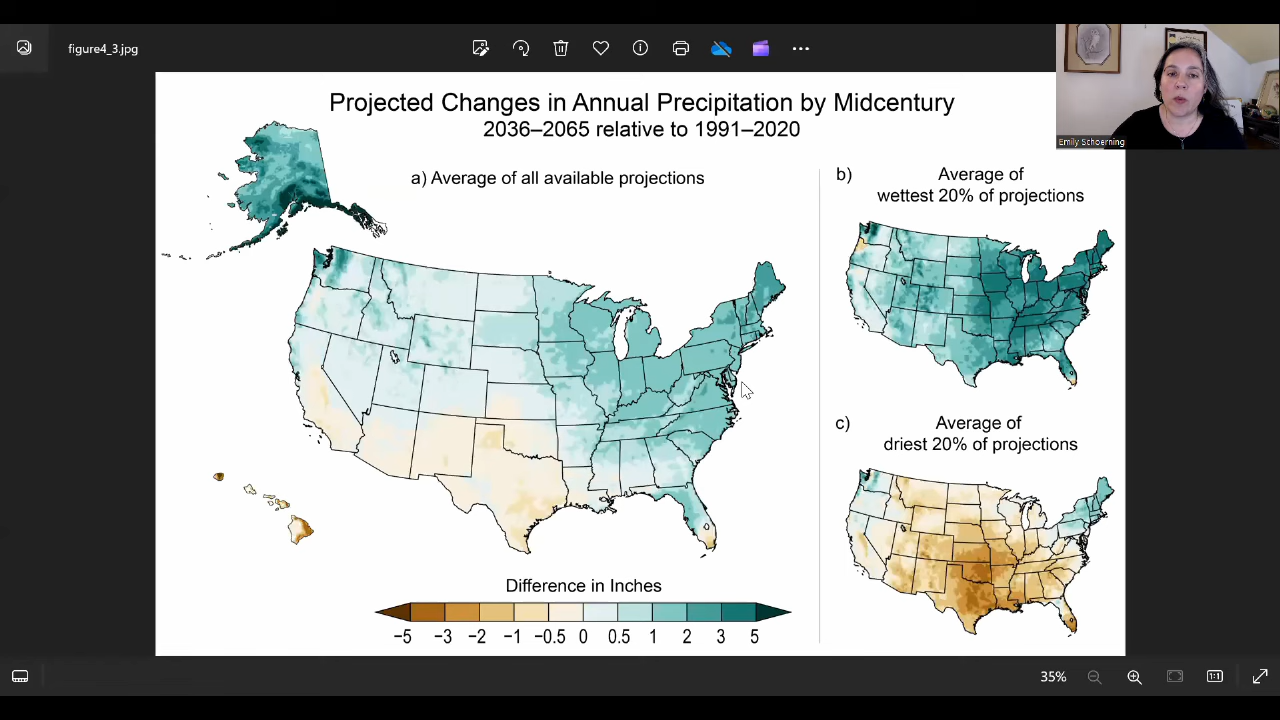 figure4_3.jpg
Emily Schoerning
Projected Changes in Annual Precipitation by Midcentury
2036–2065 relative to 1991–2020
a) Average of all available projections
b) Average of
wettest 20% of projections
c) Average of
driest 20% of projections
Difference in Inches
−5 −3 −2 −1 −0.5 0 0.5 1 2 3 5
35%
1:1